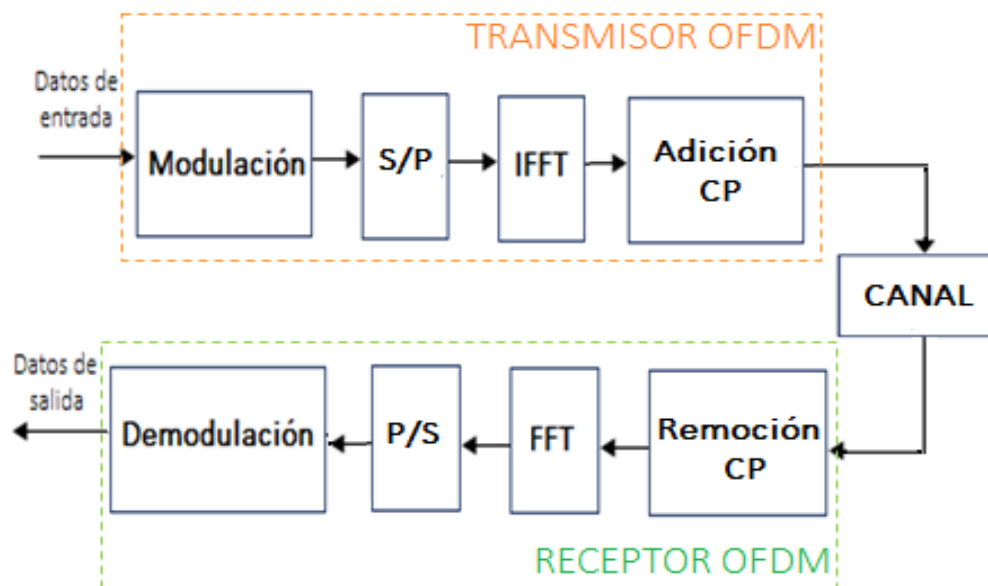 TRANSMISOR OFDM
Datos de
entrada
Modulación
S/P
IFFT
Adición
CP
CANAL
Datos de
salida
Demodulación
P/S
FFT
Remoción
CP
RECEPTOR OFDM